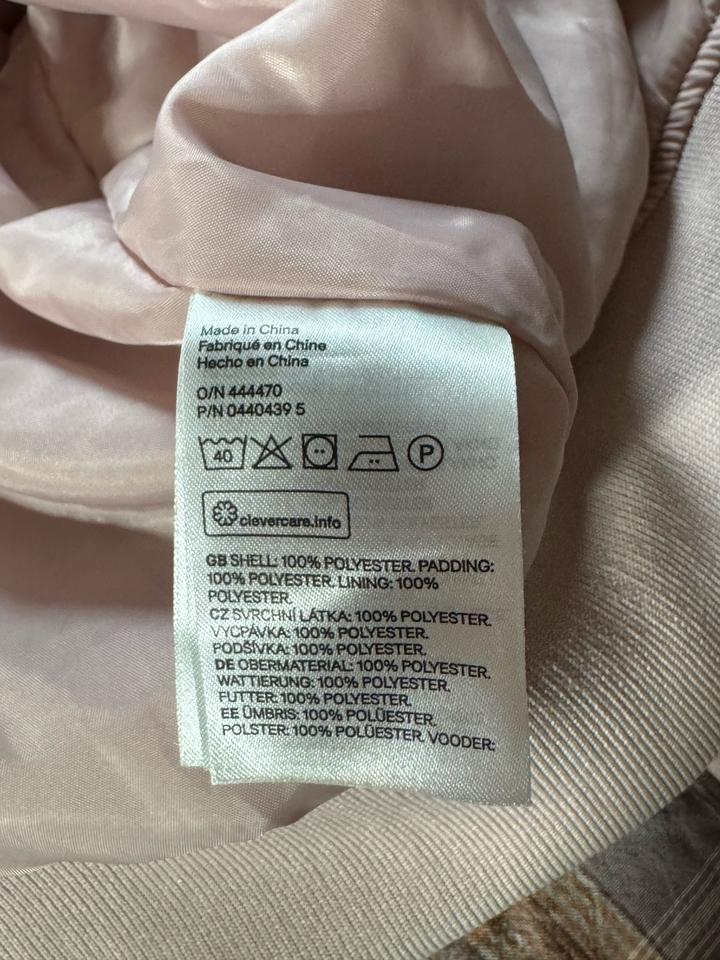 Made in China
Fabriqué en Chine
Hecho en China
O/N 444470
P/N 0440439 5
40 P
clevercare.info
GB SHELL: 100% POLYESTER. PADDING:
100% POLYESTER. LINING: 100%
POLYESTER.
CZ SVRCHNÍ LÁTKA: 100% POLYESTER.
VÝCPÁVKA: 100% POLYESTER.
PODŠÍVKA: 100% POLYESTER.
DE OBERMATERIAL: 100% POLYESTER.
WATTIERUNG: 100% POLYESTER.
FUTTER: 100% POLYESTER.
EE ÜMBRIS: 100% POLÜESTER.
POLSTER: 100% POLÜESTER. VOODER: